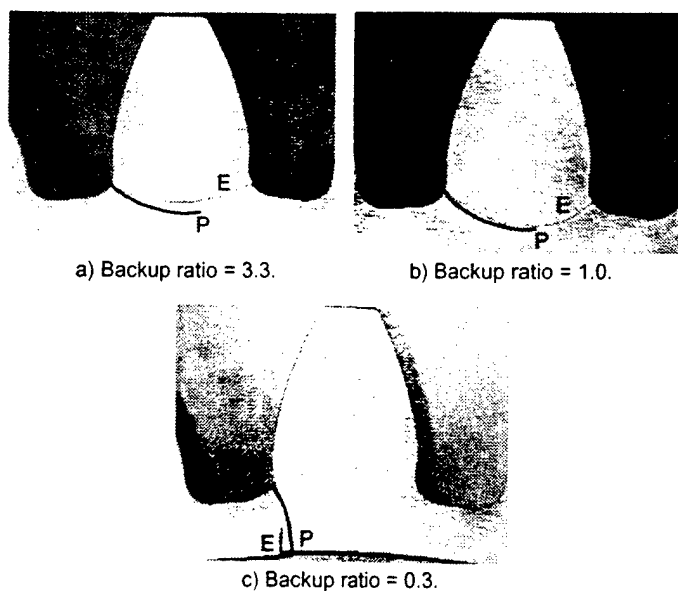 E
P
a) Backup ratio = 3.3.
E
P
b) Backup ratio = 1.0.
E P
c) Backup ratio = 0.3.